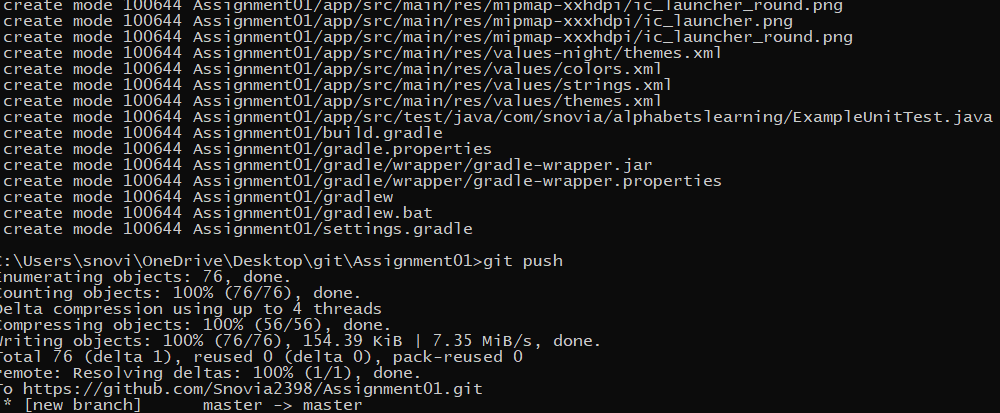 create mode 100644 Assignment01/app/src/main/res/mipmap-xxhdpi/ic_launcher_round.png
create mode 100644 Assignment01/app/src/main/res/mipmap-xxxhdpi/ic_launcher.png
create mode 100644 Assignment01/app/src/main/res/mipmap-xxxhdpi/ic_launcher_round.png
create mode 100644 Assignment01/app/src/main/res/values-night/themes.xml
create mode 100644 Assignment01/app/src/main/res/values/colors.xml
create mode 100644 Assignment01/app/src/main/res/values/strings.xml
create mode 100644 Assignment01/app/src/main/res/values/themes.xml
create mode 100644 Assignment01/app/src/test/java/com/snovia/alphabetslearning/ExampleUnitTest.java
create mode 100644 Assignment01/build.gradle
create mode 100644 Assignment01/gradle.properties
create mode 100644 Assignment01/gradle/wrapper/gradle-wrapper.jar
create mode 100644 Assignment01/gradle/wrapper/gradle-wrapper.properties
create mode 100644 Assignment01/gradlew
create mode 100644 Assignment01/gradlew.bat
create mode 100644 Assignment01/settings.gradle
C:\Users\snovi\OneDrive\Desktop\git\Assignment01>git push
Enumerating objects: 76, done.
Counting objects: 100% (76/76), done.
Delta compression using up to 4 threads
Compressing objects: 100% (56/56), done.
Writing objects: 100% (76/76), 154.39 KiB | 7.35 MiB/s, done.
Total 76 (delta 1), reused 0 (delta 0), pack-reused 0
remote: Resolving deltas: 100% (1/1), done.
To https://github.com/Snovia2398/Assignment01.git
* [new branch]      master -> master